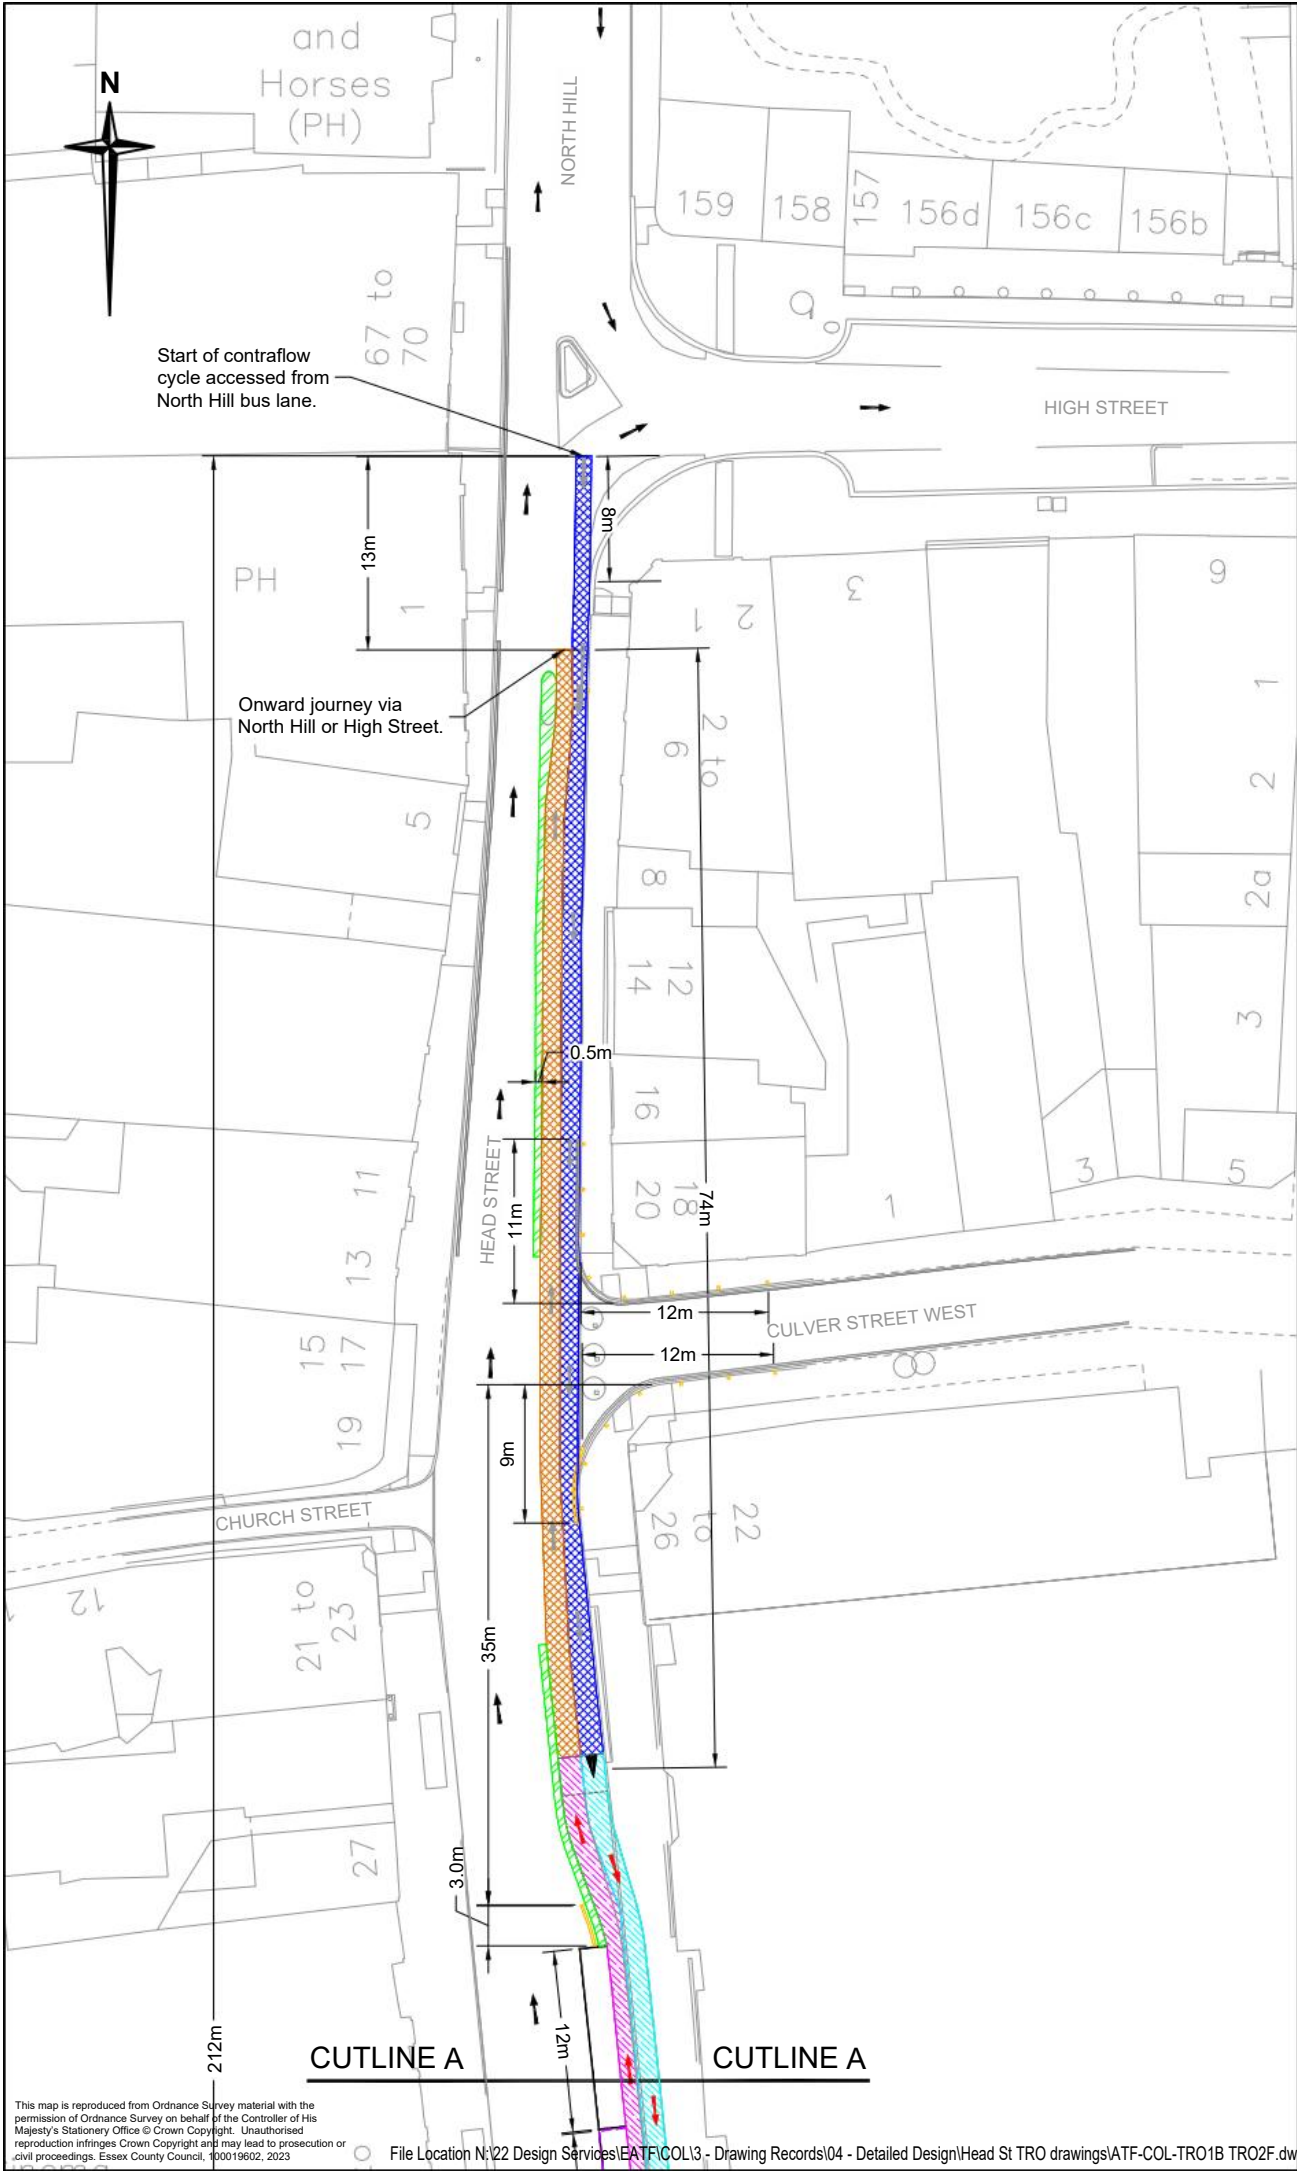 and
Horses
(PH)
N
NORTH HILL
159
158
157
156d
156c
156b
67 to
70
Start of contraflow
cycle accessed from
North Hill bus lane.
HIGH STREET
13m
8m
PH
1
1
2
3
6
Onward journey via
North Hill or High Street.
2 to
6
1
2
5
8
2a
12
14
3
0.5m
16
HEAD STREET
11m
11
13
18
20
74m
1
3
5
12m
CULVER STREET WEST
12m
15
17
19
9m
CHURCH STREET
22
to
26
12
21 to
23
35m
27
3.0m
12m
212m
CUTLINE A
CUTLINE A
This map is reproduced from Ordnance Survey material with the
permission of Ordnance Survey on behalf of the Controller of His
Majesty's Stationery Office © Crown Copyright. Unauthorised
reproduction infringes Crown Copyright and may lead to prosecution or
civil proceedings. Essex County Council, 100019602, 2023
File Location N:\22 Design Services\EATF\COL\3 - Drawing Records\04 - Detailed Design\Head St TRO drawings\ATF-COL-TRO1B TRO2F.dw